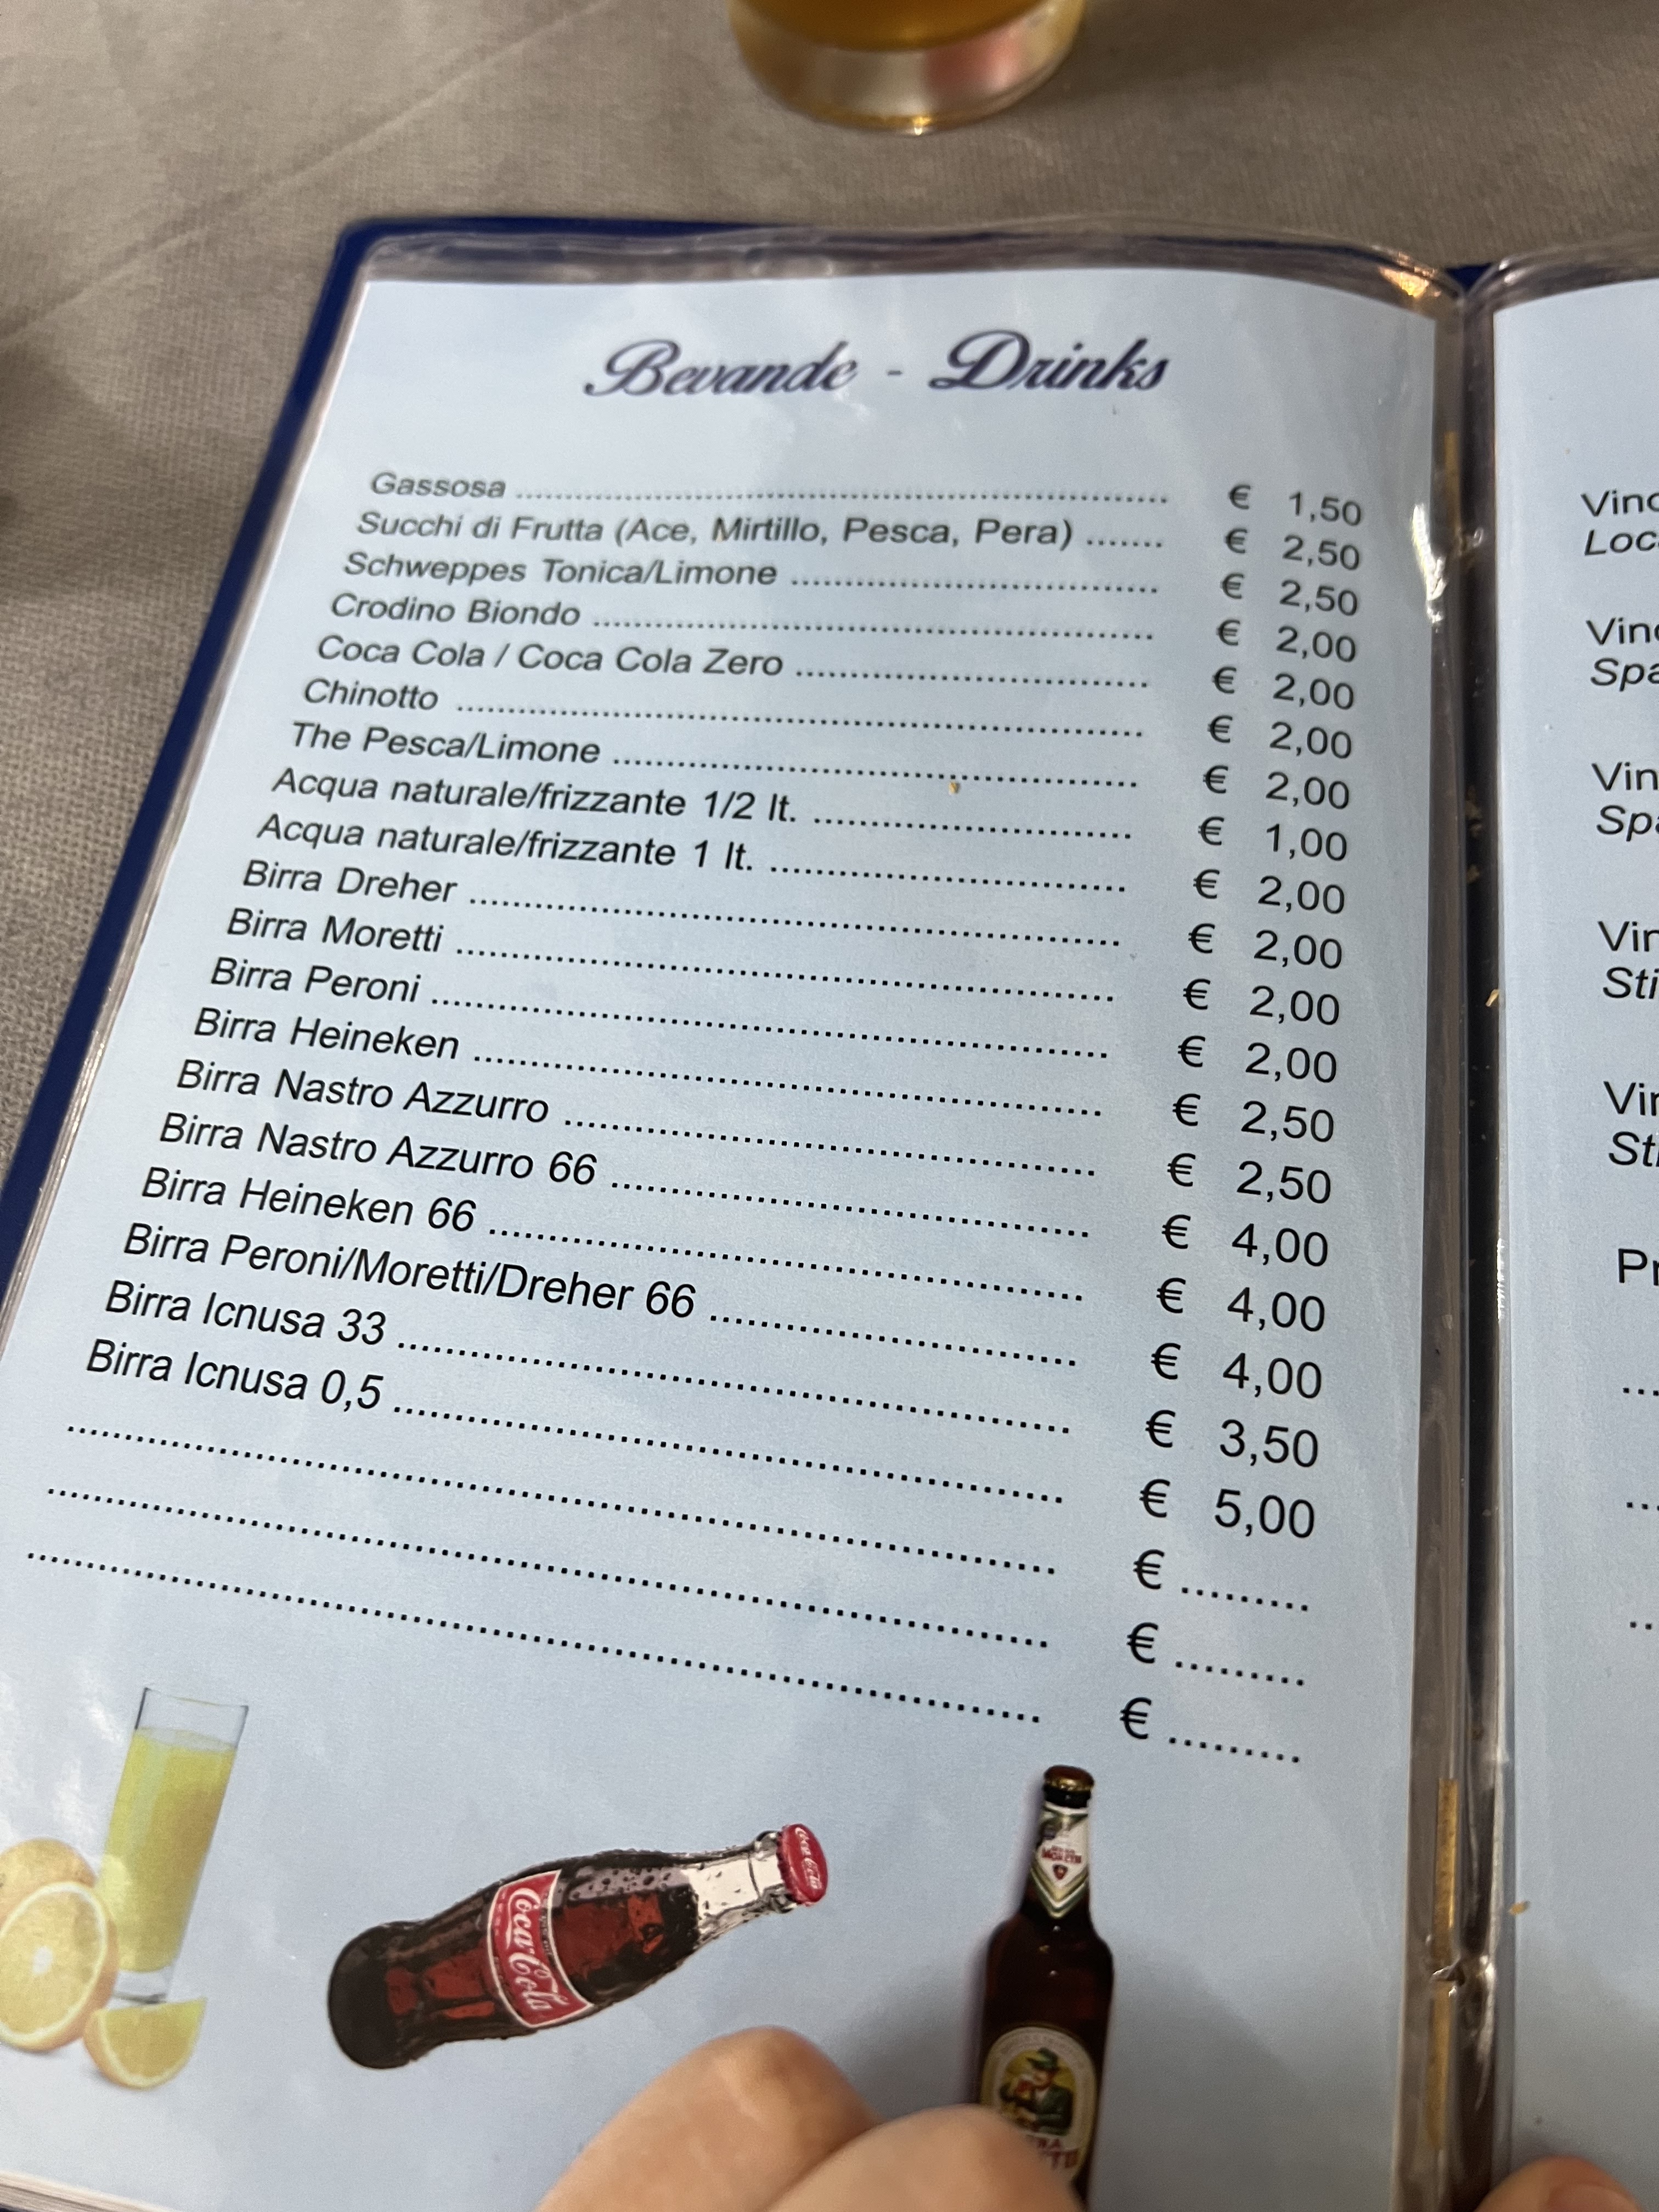 Bevande - Drinks
Gassosa ........ € 1,50
Succhi di Frutta (Ace, Mirtillo, Pesca, Pera) ....... € 2,50
Schweppes Tonica/Limone ........ € 2,50
Crodino Biondo ........ € 2,00
Coca Cola / Coca Cola Zero ........ € 2,00
Chinotto ........ € 2,00
The Pesca/Limone ........ € 2,00
Acqua naturale/frizzante 1/2 lt. ........ € 1,00
Acqua naturale/frizzante 1 lt. ........ € 2,00
Birra Dreher ........ € 2,00
Birra Moretti ........ € 2,00
Birra Peroni ........ € 2,00
Birra Heineken ........ € 2,50
Birra Nastro Azzurro ........ € 2,50
Birra Nastro Azzurro 66 ........ € 4,00
Birra Heineken 66 ........ € 4,00
Birra Peroni/Moretti/Dreher 66 ........ € 4,00
Birra Icnusa 33 ........ € 3,50
Birra Icnusa 0,5 ........ € 5,00
........ € .........
........ € .........
........ € .........
Coca-Cola
Coca-Cola